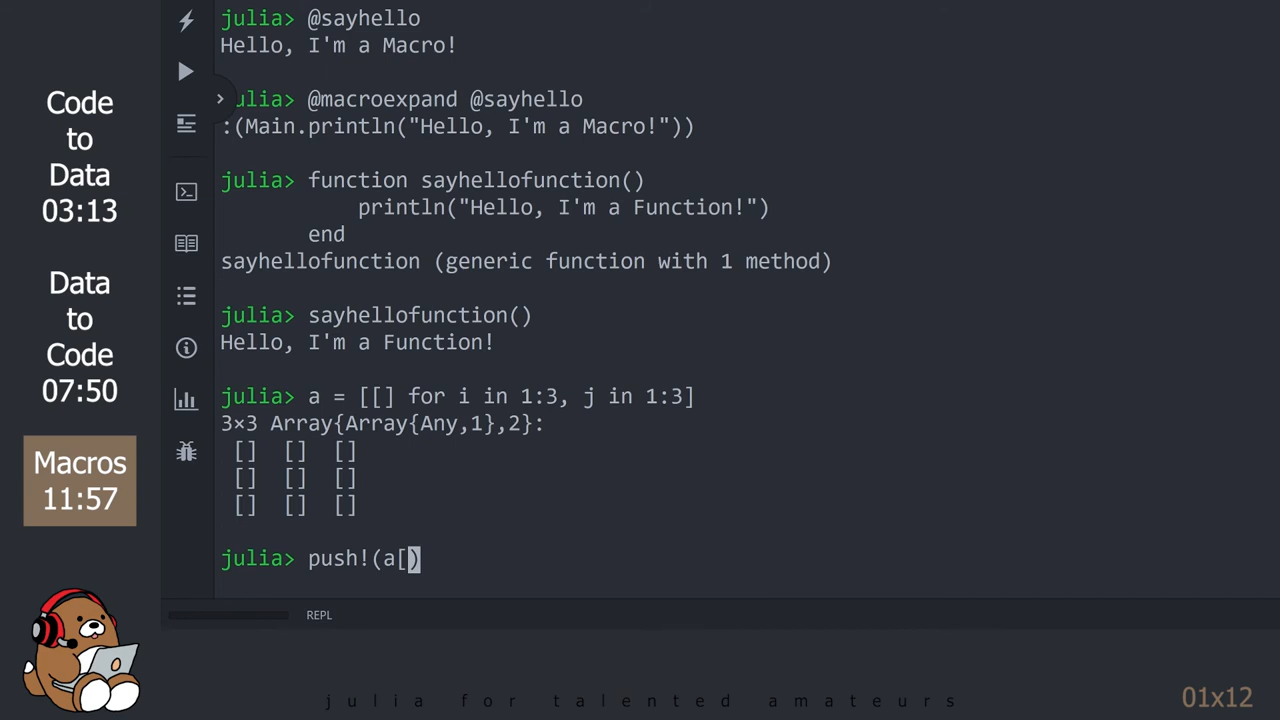 Code
to
Data
03:13
Data
to
Code
07:50
Macros
11:57
julia> @sayhello
Hello, I'm a Macro!
julia> @macroexpand @sayhello
:(Main.println("Hello, I'm a Macro!"))
julia> function sayhellofunction()
println("Hello, I'm a Function!")
end
sayhellofunction (generic function with 1 method)
julia> sayhellofunction()
Hello, I'm a Function!
julia> a = [[] for i in 1:3, j in 1:3]
3×3 Array{Array{Any,1},2}:
[] [] []
[] [] []
[] [] []
julia> push!(a[)
REPL
julia for talented amateurs
01x12